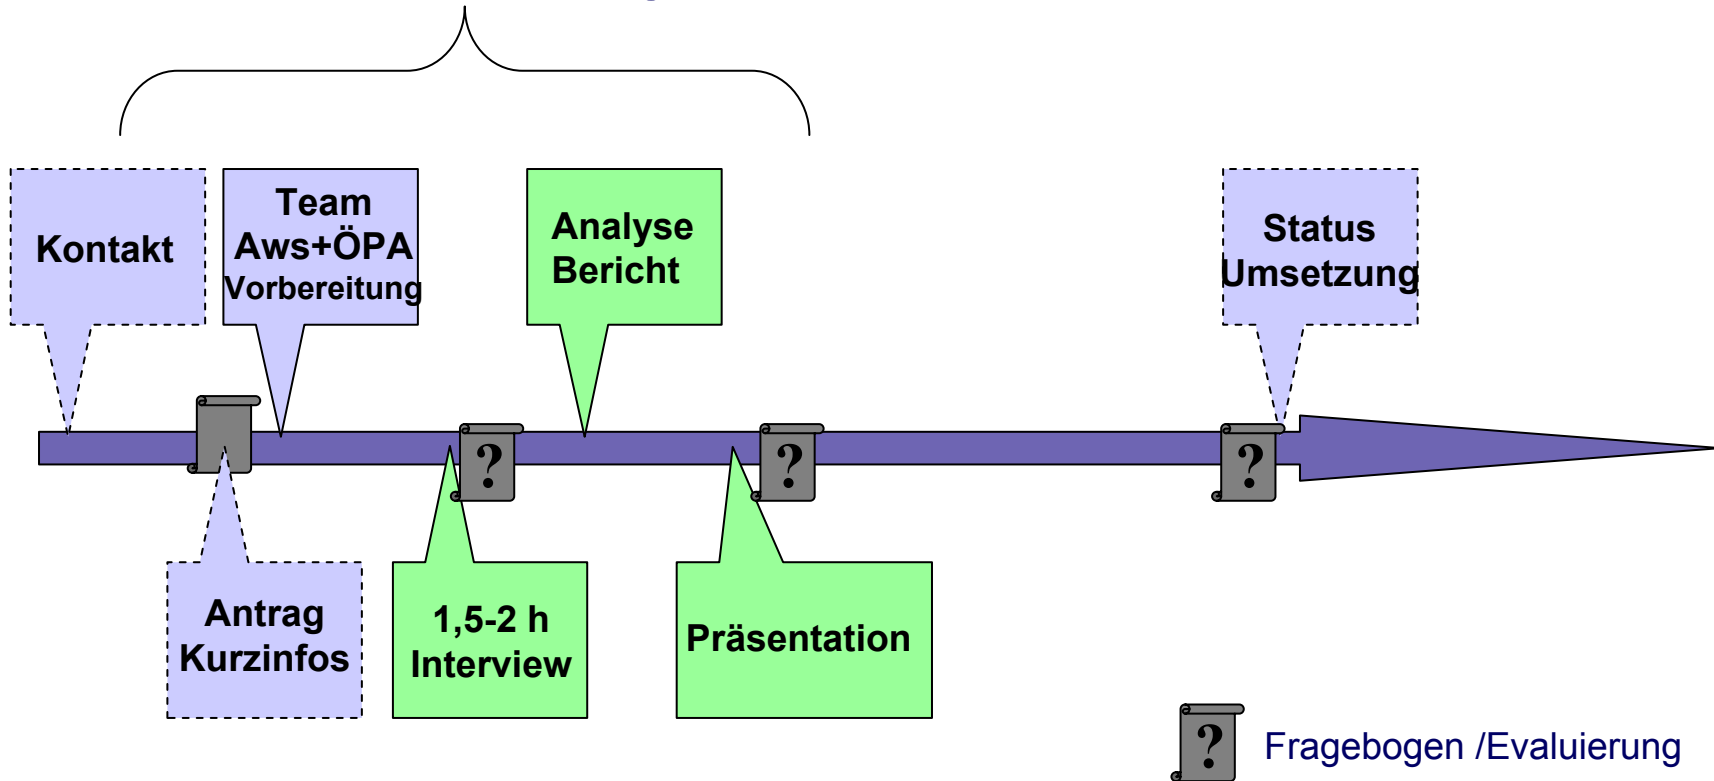 Kontakt
Team
Aws+ÖPA
Vorbereitung
Analyse
Bericht
Status
Umsetzung
?
?
?
Antrag
Kurzinfos
1,5-2 h
Interview
Präsentation
?
Fragebogen /Evaluierung